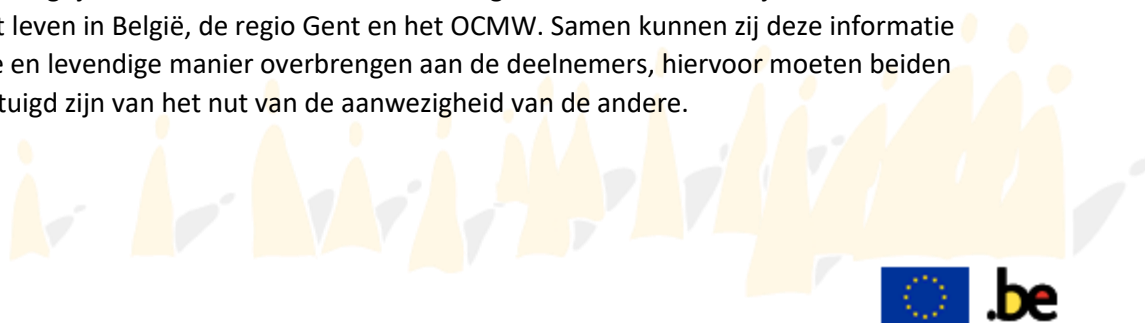 t leven in België, de regio Gent en het OCMW. Samen kunnen zij deze informatie
e en levendige manier overbrengen aan de deelnemers, hiervoor moeten beiden
tuigd zijn van het nut van de aanwezigheid van de andere.
.be